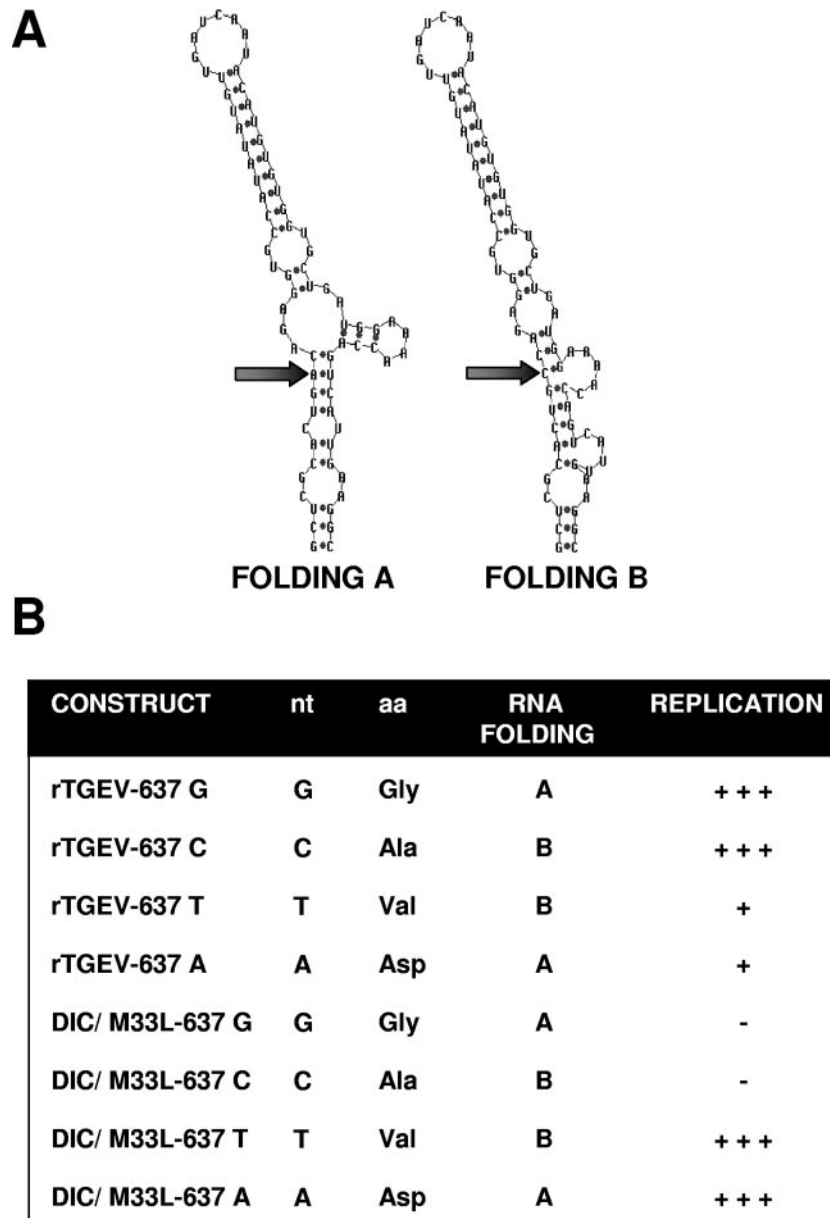 A
FOLDING A FOLDING B
B
CONSTRUCT nt aa RNA FOLDING REPLICATION
rTGEV-637 G G Gly A + + +
rTGEV-637 C C Ala B + + +
rTGEV-637 T T Val B +
rTGEV-637 A A Asp A +
DIC/ M33L-637 G G Gly A -
DIC/ M33L-637 C C Ala B -
DIC/ M33L-637 T T Val B + + +
DIC/ M33L-637 A A Asp A + + +